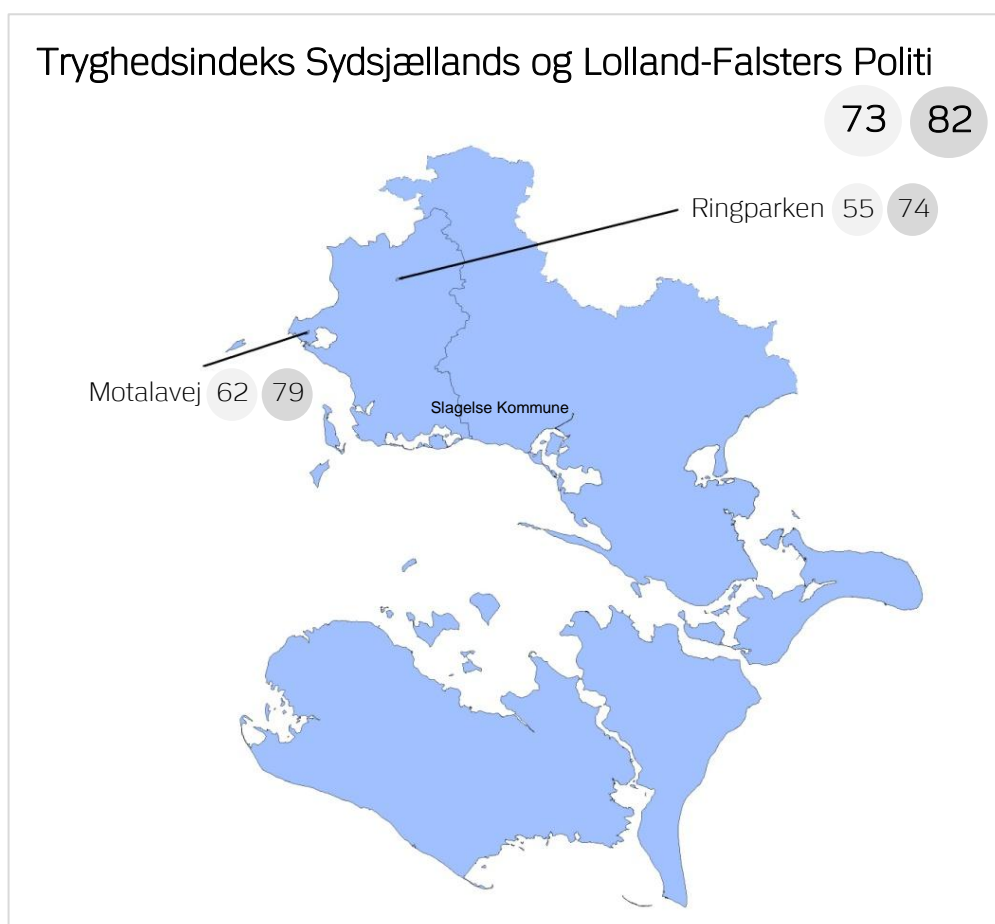 Tryghedsindeks Sydsjællands og Lolland-Falsters Politi
73 82
Ringparken 55 74
Motalavej 62 79
Slagelse Kommune